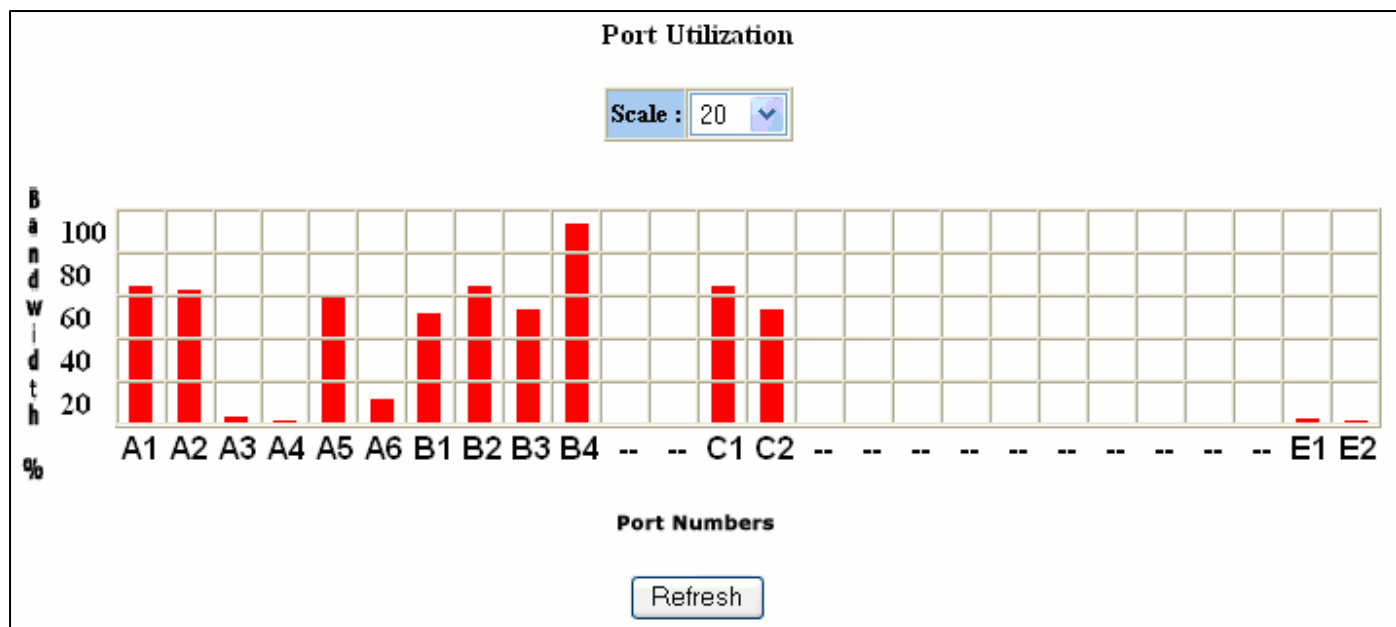 Port Utilization
Scale : 20
Bandwidth %
100
80
60
40
20
A1 A2 A3 A4 A5 A6 B1 B2 B3 B4 -- -- C1 C2 -- -- -- -- -- -- -- -- -- -- E1 E2
Port Numbers
Refresh